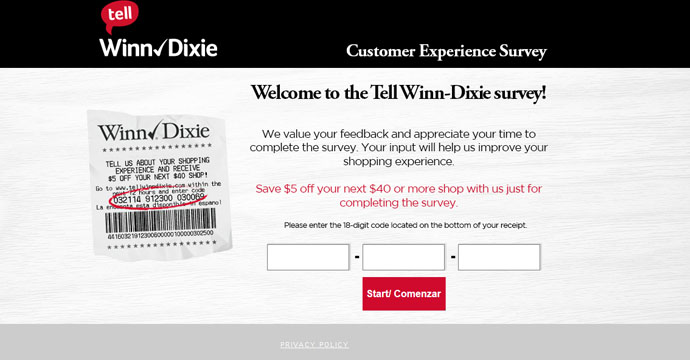 tell
Winn✓Dixie
Customer Experience Survey
Welcome to the Tell Winn-Dixie survey!
Winn✓Dixie
TELL US ABOUT YOUR SHOPPING
EXPERIENCE AND RECEIVE
$5 OFF YOUR NEXT $40 SHOP!
Go to www.tellwinndixie.com within the
next 72 hours and enter code
032114 912300 030069
La encuesta esta disponible en espanol
We value your feedback and appreciate your time to
complete the survey. Your input will help us improve your
shopping experience.
Save $5 off your next $40 or more shop with us just for
completing the survey.
Please enter the 18-digit code located on the bottom of your receipt.
- -
Start/ Comenzar
PRIVACY POLICY